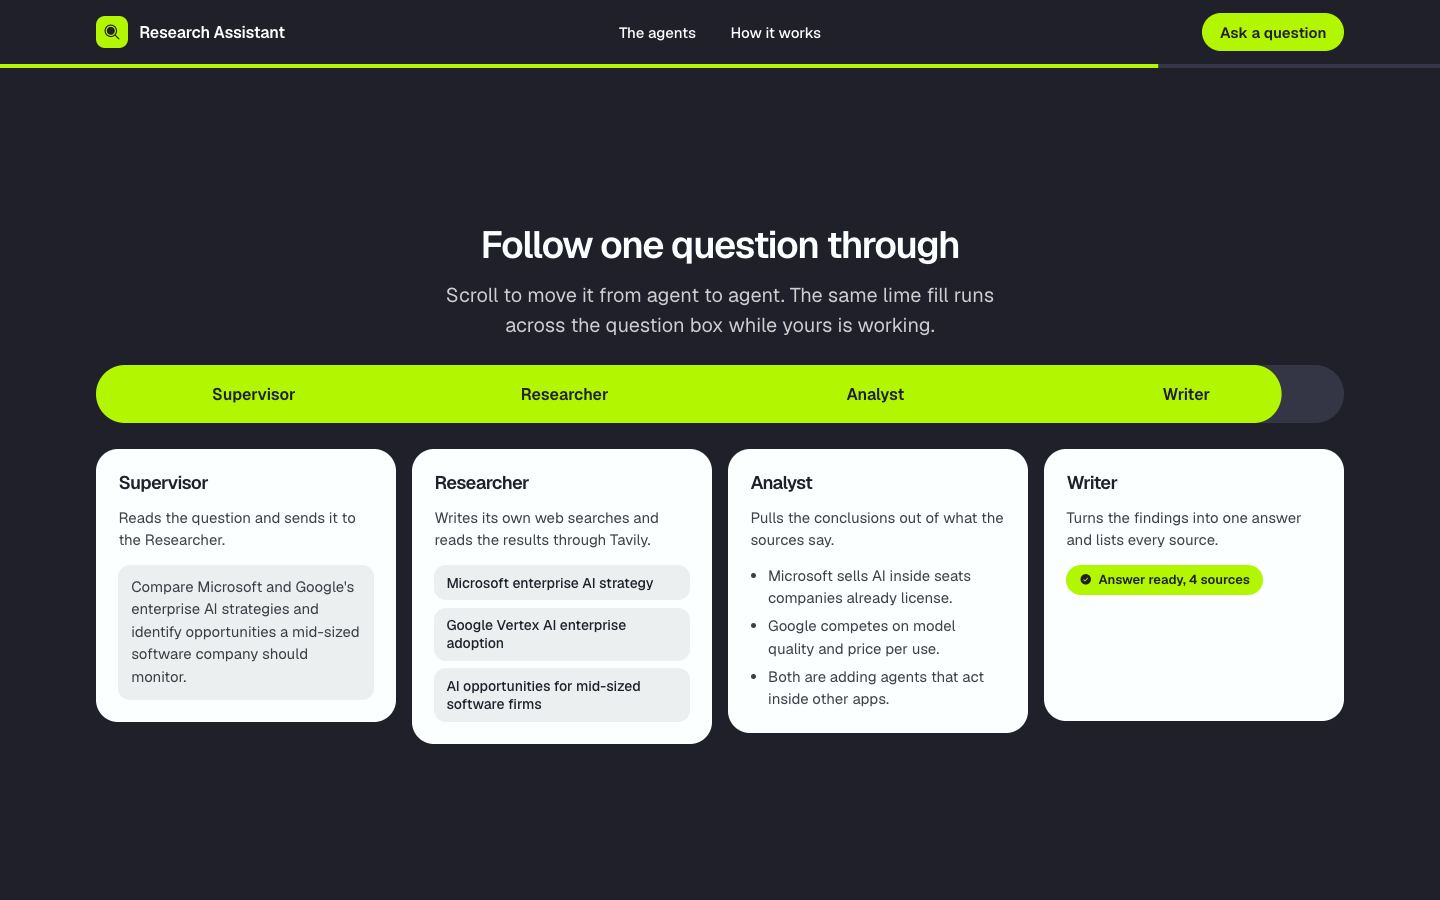 Research Assistant
The agents
How it works
Ask a question
Follow one question through
Scroll to move it from agent to agent. The same lime fill runs
across the question box while yours is working.
Supervisor
Researcher
Analyst
Writer
Supervisor
Reads the question and sends it to
the Researcher.
Compare Microsoft and Google's
enterprise AI strategies and
identify opportunities a mid-sized
software company should
monitor.
Researcher
Writes its own web searches and
reads the results through Tavily.
Microsoft enterprise AI strategy
Google Vertex AI enterprise
adoption
AI opportunities for mid-sized
software firms
Analyst
Pulls the conclusions out of what the
sources say.
• Microsoft sells AI inside seats
companies already license.
• Google competes on model
quality and price per use.
• Both are adding agents that act
inside other apps.
Writer
Turns the findings into one answer
and lists every source.
Answer ready, 4 sources